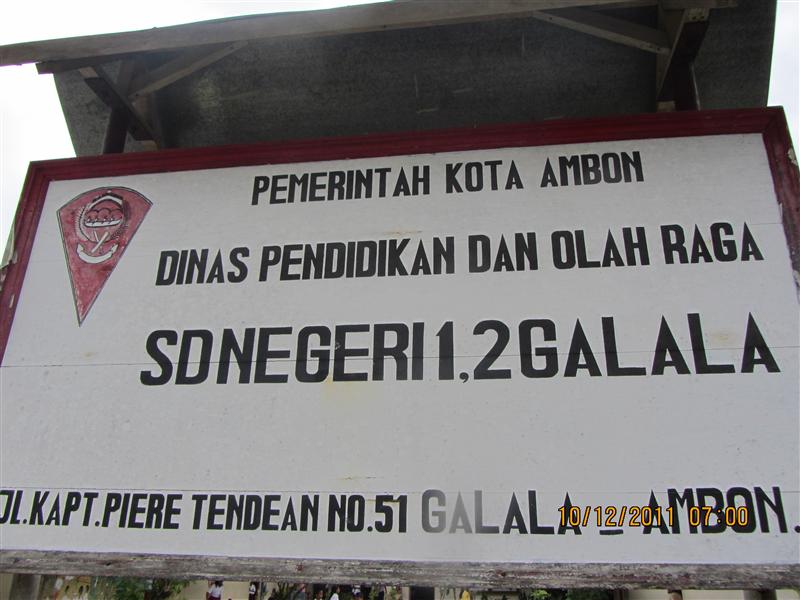 PEMERINTAH KOTA AMBON
DINAS PENDIDIKAN DAN OLAH RAGA
SD NEGERI 1,2 GALALA
JL.KAPT.PIERE TENDEAN NO.51 GALALA _ AMBON.
10/12/2011 07:00